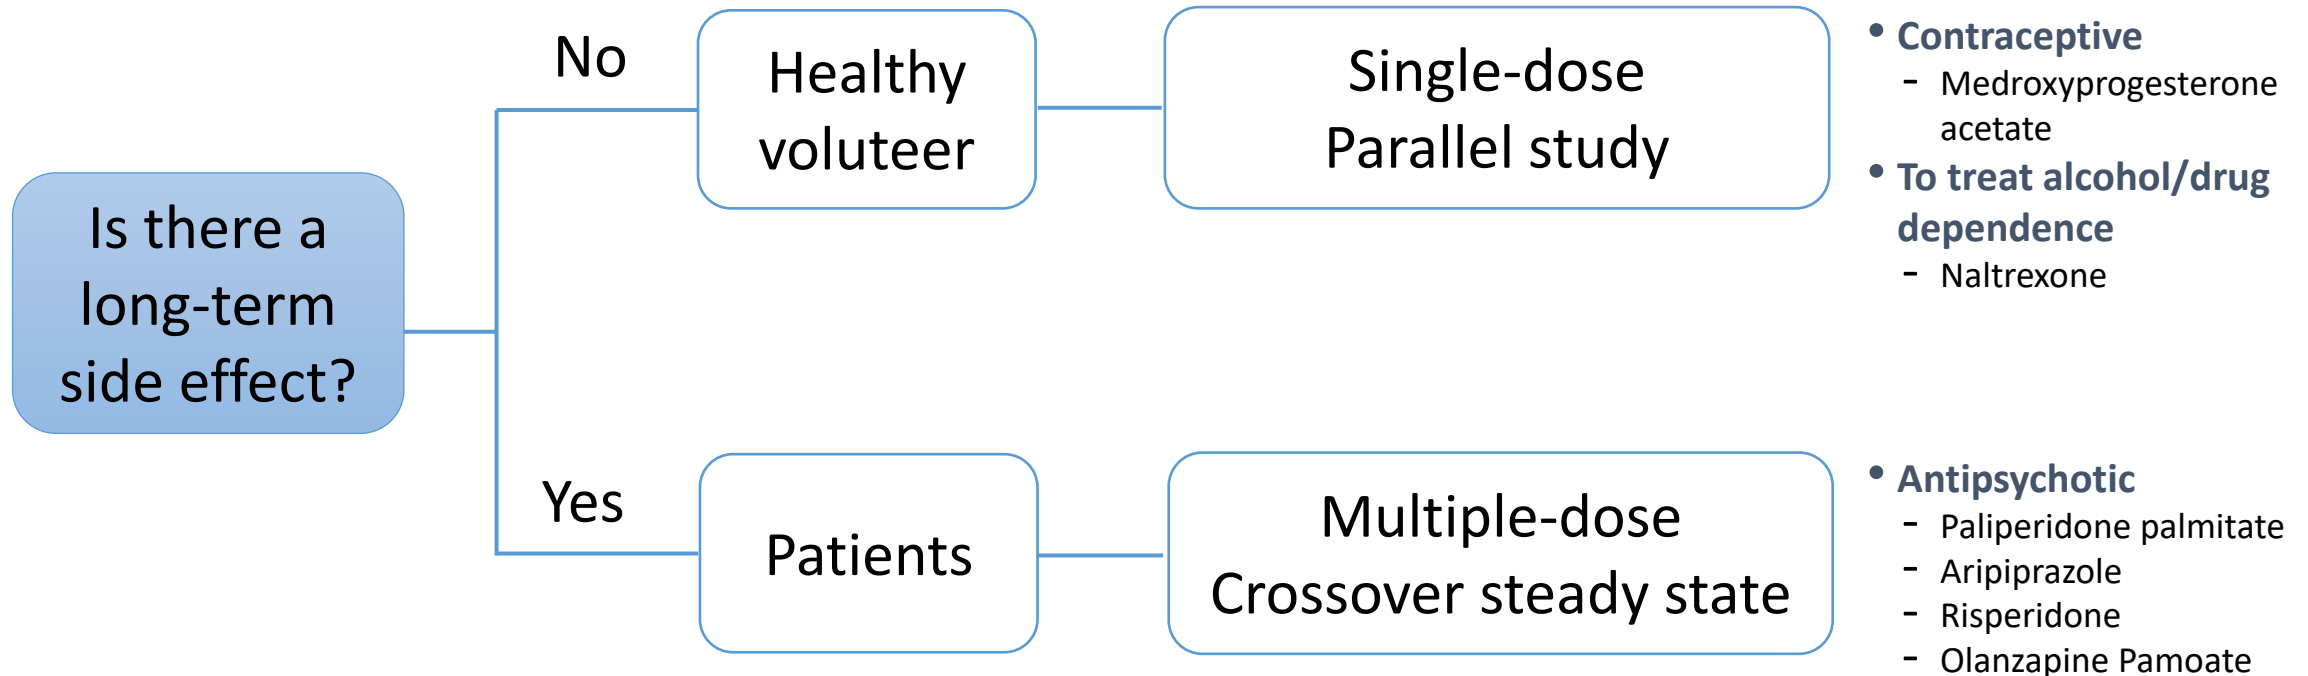 Is there a
long-term
side effect?
No
Healthy
voluteer
Single-dose
Parallel study
• Contraceptive
- Medroxyprogesterone
acetate
• To treat alcohol/drug
dependence
- Naltrexone
Yes
Patients
Multiple-dose
Crossover steady state
• Antipsychotic
- Paliperidone palmitate
- Aripiprazole
- Risperidone
- Olanzapine Pamoate